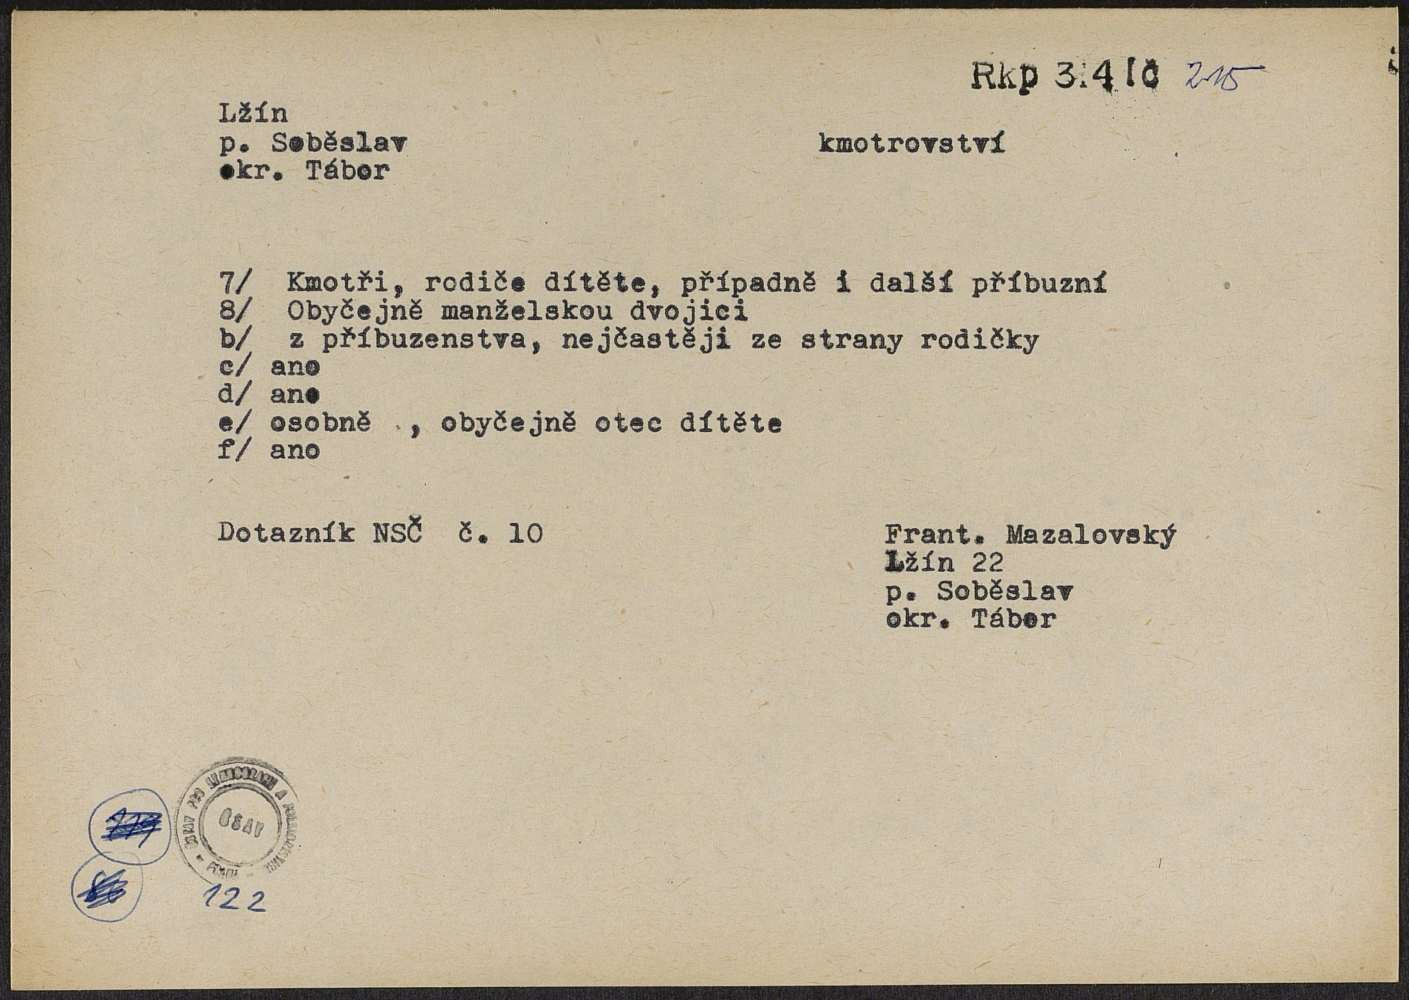 Rkp 341č 215
Lžín
p. Soběslav
okr. Tábor
kmotrovství
7/ Kmotři, rodiče dítěte, případně i další příbuzní
8/ Obyčejně manželskou dvojici
b/ z příbuzenstva, nejčastěji ze strany rodičky
c/ ano
d/ ano
e/ osobně , obyčejně otec dítěte
f/ ano
Dotazník NSČ č. 10
Frant. Mazalovský
Lžín 22
p. Soběslav
okr. Tábor
ČSAV
122